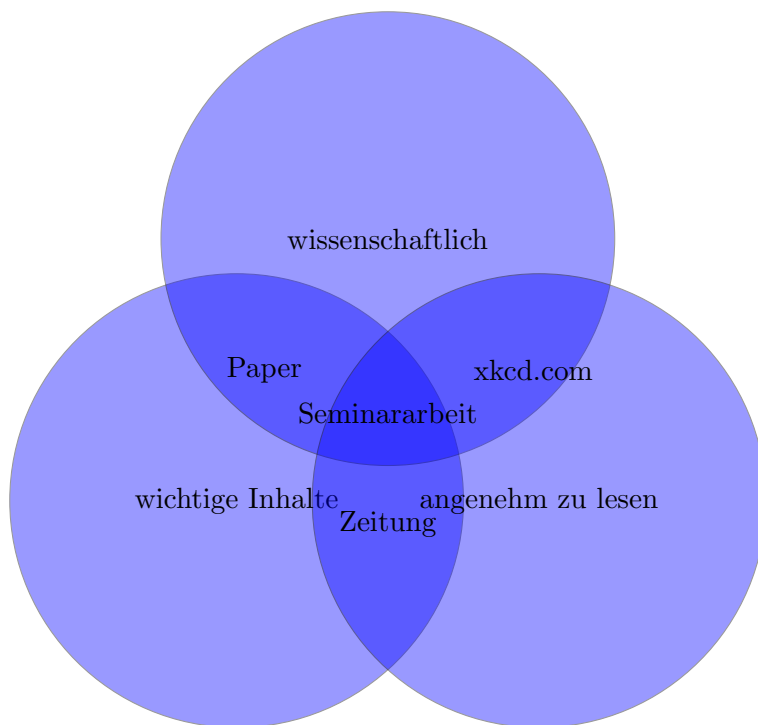 wissenschaftlich
Paper
xkcd.com
Seminararbeit
wichtige Inhalte
angenehm zu lesen
Zeitung